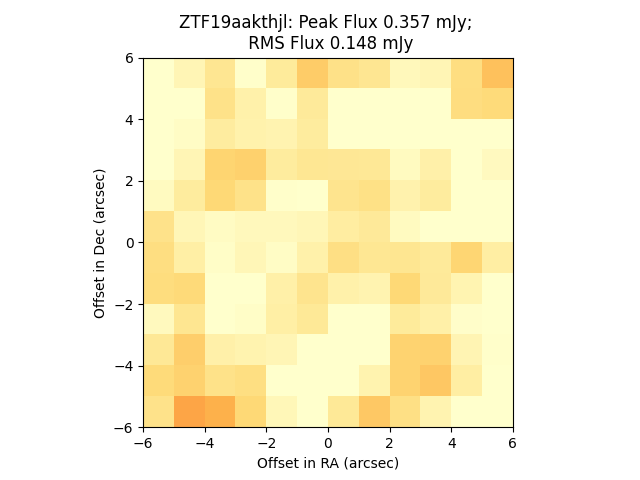 ZTF19aakthjl: Peak Flux 0.357 mJy;
RMS Flux 0.148 mJy
6
4
2
0
−2
−4
−6
Offset in Dec (arcsec)
−6 −4 −2 0 2 4 6
Offset in RA (arcsec)